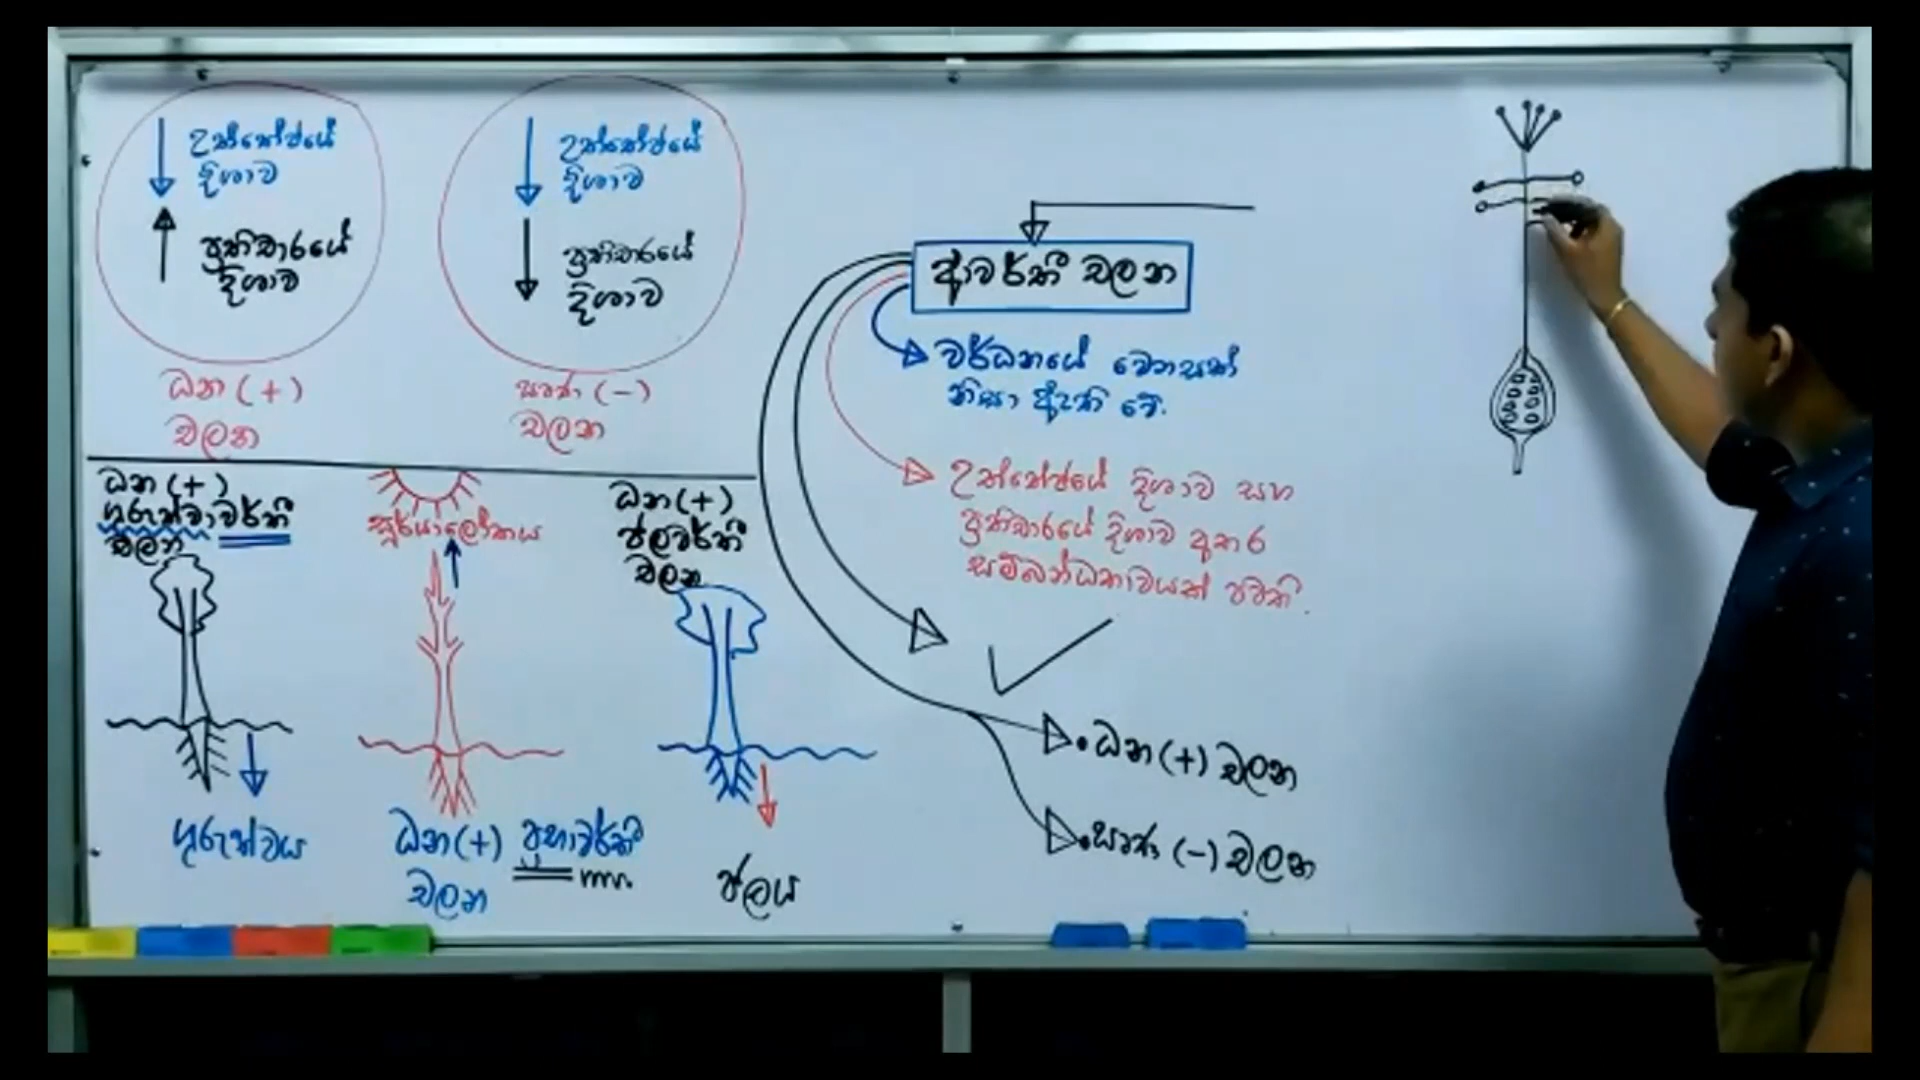 උත්තේජයේ
දිශාව
ප්‍රතිචාරයේ
දිශාව
ධන (+)
චලන
උත්තේජයේ
දිශාව
ප්‍රතිචාරයේ
දිශාව
සෘණ (-)
චලන
ධන (+)
ගුරුත්වාවර්තී
චලන
ගුරුත්වය
සූර්යාලෝකය
ධන (+) ප්‍රභාවර්තී
චලන
ධන (+)
ජලවර්තී
චලන
ජලය
ආවර්තී චලන
වර්ධනයේ වෙනසක්
නිසා ඇති වේ.
උත්තේජයේ දිශාව සහ
ප්‍රතිචාරයේ දිශාව අතර
සම්බන්ධතාවයක් පවතී.
• ධන (+) චලන
• සෘණ (-) චලන